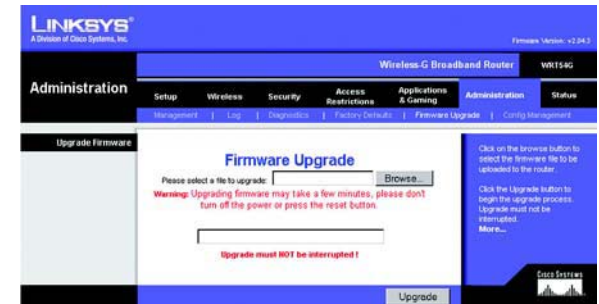 LINKSYS®
A Division of Cisco Systems, Inc.
Firmware Version: v2.04.3
Wireless-G Broadband Router WRT54G
Administration
Setup Wireless Security Access Restrictions Applications & Gaming Administration Status
Management | Log | Diagnostics | Factory Defaults | Firmware Upgrade | Config Management
Upgrade Firmware
Firmware Upgrade
Please select a file to upgrade: Browse...
Warning: Upgrading firmware may take a few minutes, please don't
turn off the power or press the reset button.
Upgrade must NOT be interrupted !
Upgrade
Click on the browse button to
select the firmware file to be
uploaded to the router.
Click the Upgrade button to
begin the upgrade process.
Upgrade must not be
interrupted.
More...
CISCO SYSTEMS